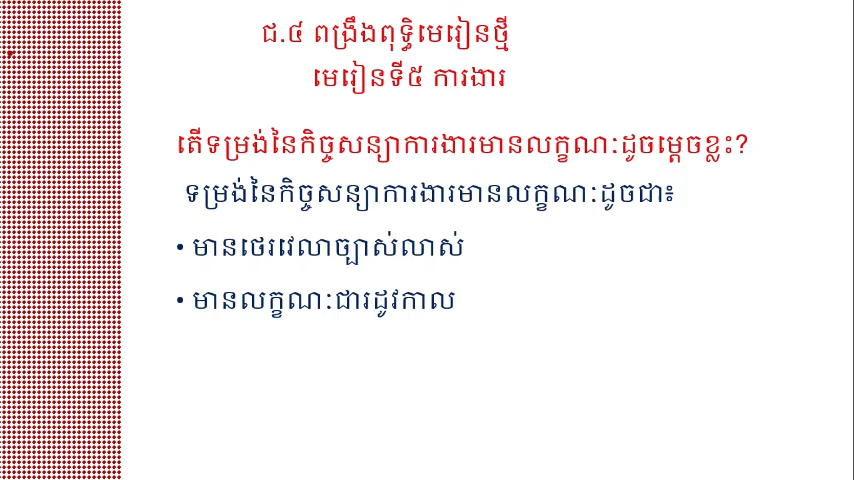 ជ.៤ ពង្រឹងពុទ្ធិមេរៀនថ្មី
មេរៀនទី៥ ការងារ
តើទម្រង់នៃកិច្ចសន្យាការងារមានលក្ខណៈដូចម្តេចខ្លះ?
ទម្រង់នៃកិច្ចសន្យាការងារមានលក្ខណៈដូចជា៖
• មានថេរវេលាច្បាស់លាស់
• មានលក្ខណៈជារដូវកាល